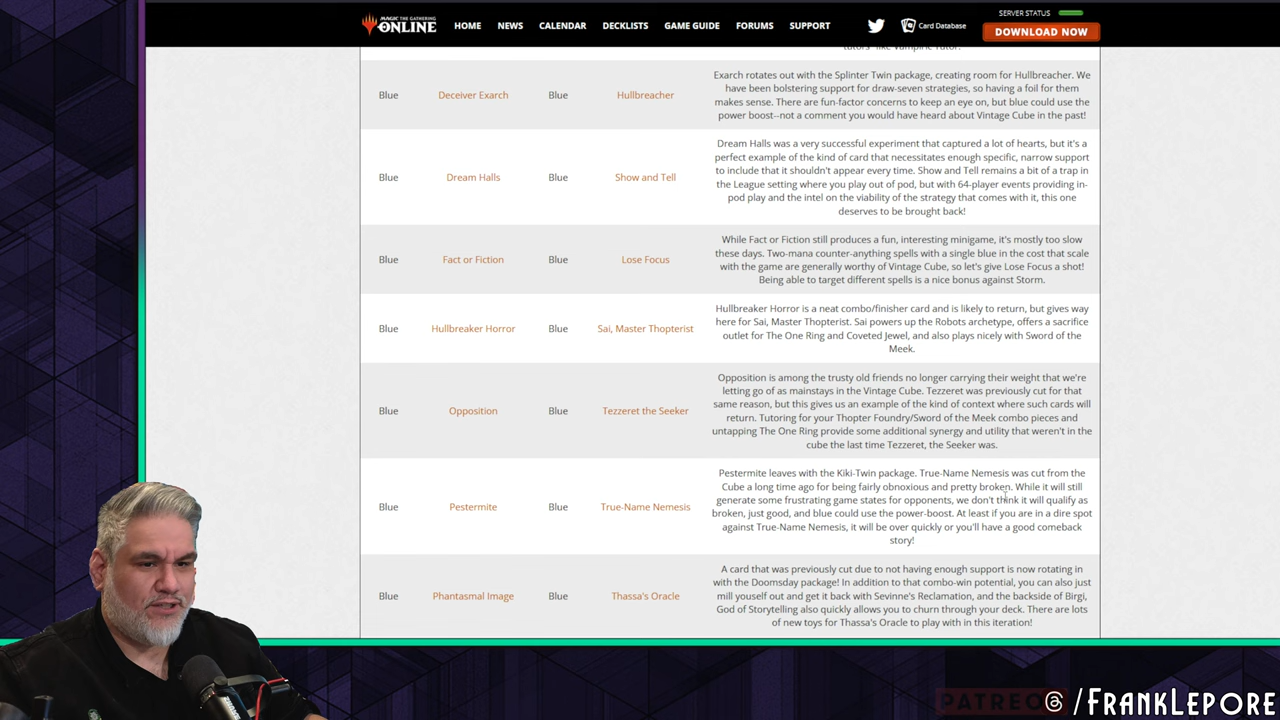 MAGIC THE GATHERING
ONLINE
HOME NEWS CALENDAR DECKLISTS GAME GUIDE FORUMS SUPPORT
Card Database
SERVER STATUS
DOWNLOAD NOW
tutors" like Vampiric Tutor.
Blue Deceiver Exarch Blue Hullbreacher
Exarch rotates out with the Splinter Twin package, creating room for Hullbreacher. We
have been bolstering support for draw-seven strategies, so having a foil for them
makes sense. There are fun-factor concerns to keep an eye on, but blue could use the
power boost--not a comment you would have heard about Vintage Cube in the past!
Blue Dream Halls Blue Show and Tell
Dream Halls was a very successful experiment that captured a lot of hearts, but it's a
perfect example of the kind of card that necessitates enough specific, narrow support
to include that it shouldn't appear every time. Show and Tell remains a bit of a trap in
the League setting where you play out of pod, but with 64-player events providing in-
pod play and the intel on the viability of the strategy that comes with it, this one
deserves to be brought back!
Blue Fact or Fiction Blue Lose Focus
While Fact or Fiction still produces a fun, interesting minigame, it's mostly too slow
these days. Two-mana counter-anything spells with a single blue in the cost that scale
with the game are generally worthy of Vintage Cube, so let's give Lose Focus a shot!
Being able to target different spells is a nice bonus against Storm.
Blue Hullbreaker Horror Blue Sai, Master Thopterist
Hullbreaker Horror is a neat combo/finisher card and is likely to return, but gives way
here for Sai, Master Thopterist. Sai powers up the Robots archetype, offers a sacrifice
outlet for The One Ring and Coveted Jewel, and also plays nicely with Sword of the
Meek.
Blue Opposition Blue Tezzeret the Seeker
Opposition is among the trusty old friends no longer carrying their weight that we're
letting go of as mainstays in the Vintage Cube. Tezzeret was previously cut for that
same reason, but this gives us an example of the kind of context where such cards will
return. Tutoring for your Thopter Foundry/Sword of the Meek combo pieces and
untapping The One Ring provide some additional synergy and utility that weren't in the
cube the last time Tezzeret, the Seeker was.
Blue Pestermite Blue True-Name Nemesis
Pestermite leaves with the Kiki-Twin package. True-Name Nemesis was cut from the
Cube a long time ago for being fairly obnoxious and pretty broken. While it will still
generate some frustrating game states for opponents, we don't think it will qualify as
broken, just good, and blue could use the power-boost. At least if you are in a dire spot
against True-Name Nemesis, it will be over quickly or you'll have a good comeback
story!
Blue Phantasmal Image Blue Thassa's Oracle
A card that was previously cut due to not having enough support is now rotating in
with the Doomsday package! In addition to that combo-win potential, you can also just
mill youself out and get it back with Sevinne's Reclamation, and the backside of Birgi,
God of Storytelling also quickly allows you to churn through your deck. There are lots
of new toys for Thassa's Oracle to play with in this iteration!
PATREO
/FRANKLEPORE